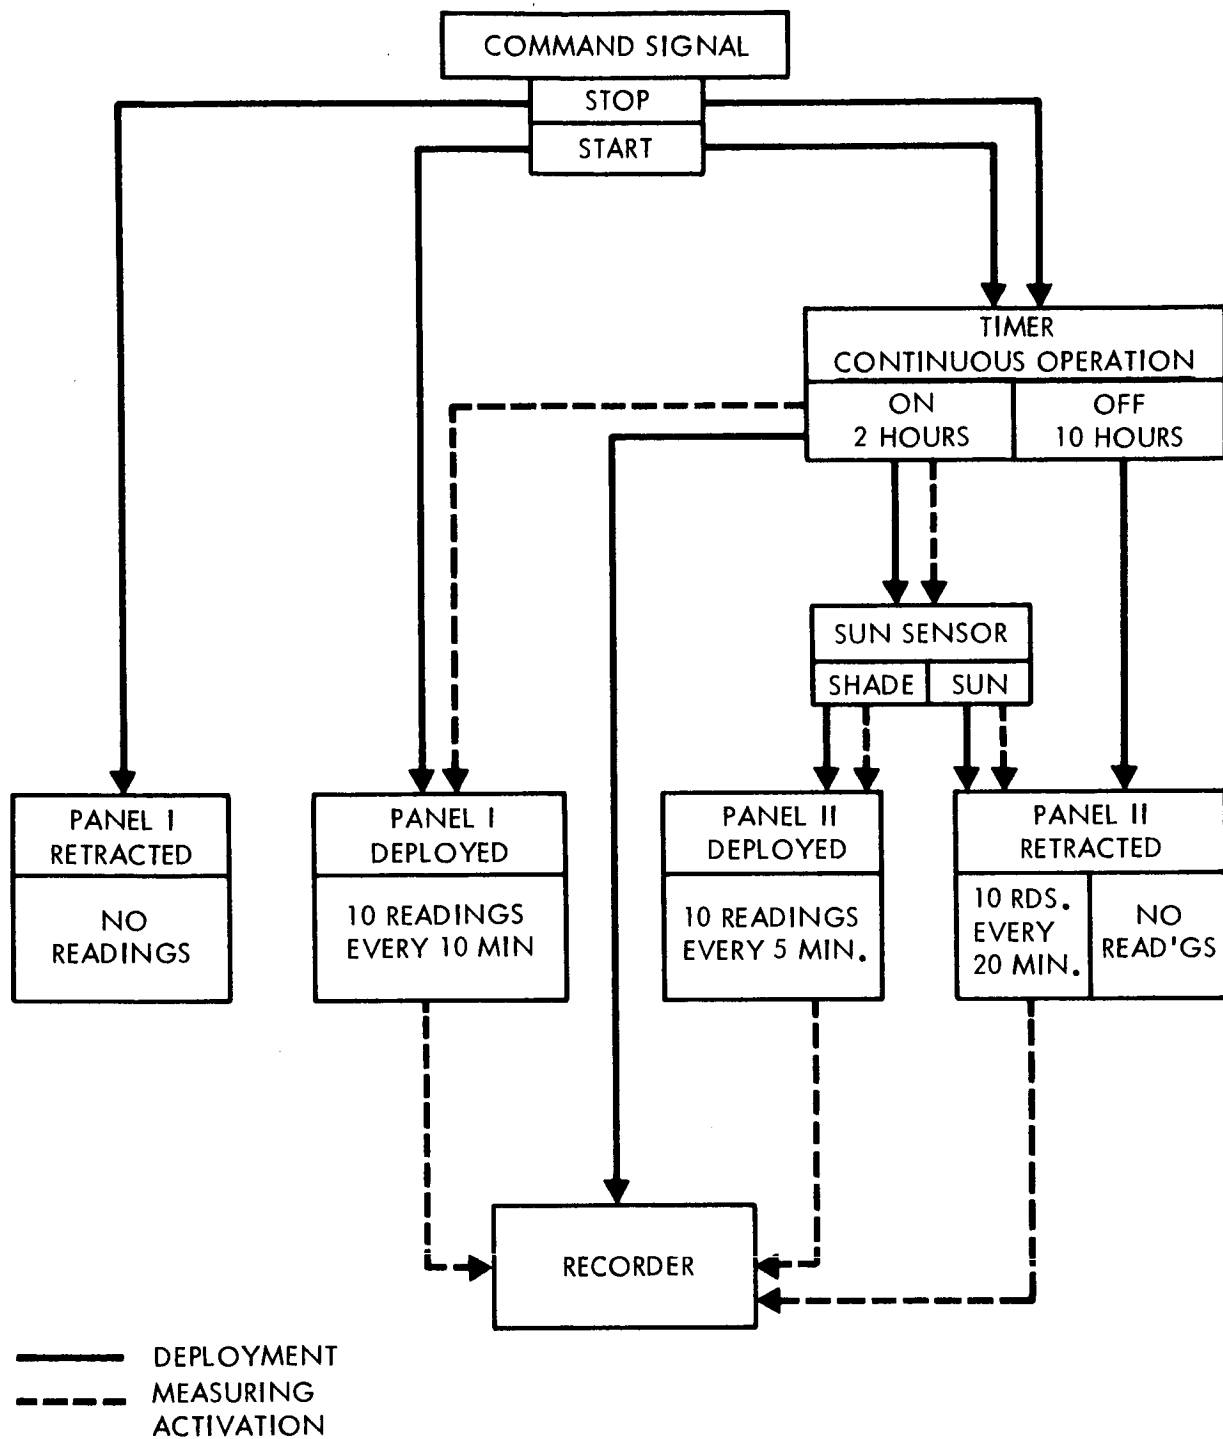 COMMAND SIGNAL
STOP
START
TIMER
CONTINUOUS OPERATION
ON
2 HOURS
OFF
10 HOURS
SUN SENSOR
SHADE
SUN
PANEL I
RETRACTED
NO
READINGS
PANEL I
DEPLOYED
10 READINGS
EVERY 10 MIN
PANEL II
DEPLOYED
10 READINGS
EVERY 5 MIN.
PANEL II
RETRACTED
10 RDS.
EVERY
20 MIN.
NO
READ'GS
RECORDER
DEPLOYMENT
MEASURING
ACTIVATION